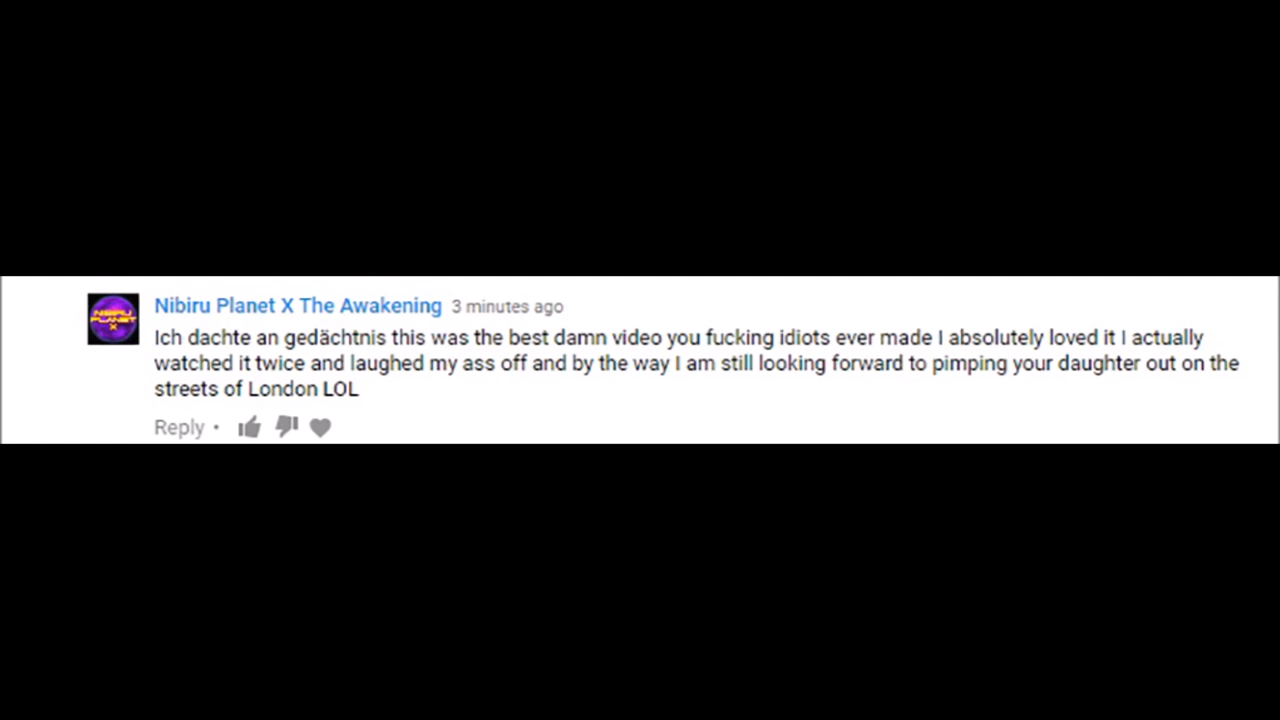 NIBIRU
PLANET
X
Nibiru Planet X The Awakening 3 minutes ago
Ich dachte an gedächtnis this was the best damn video you fucking idiots ever made I absolutely loved it I actually
watched it twice and laughed my ass off and by the way I am still looking forward to pimping your daughter out on the
streets of London LOL
Reply •